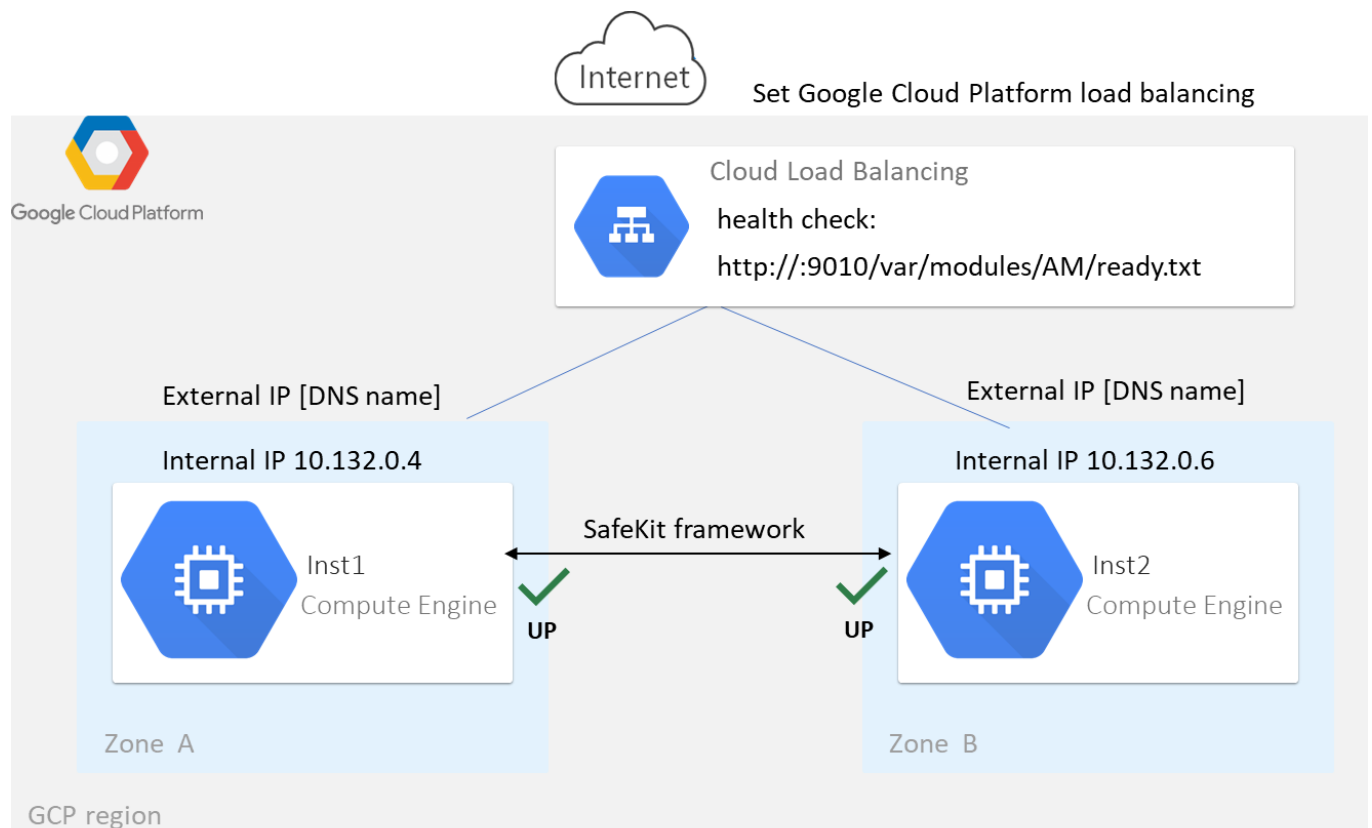 Internet
Set Google Cloud Platform load balancing
Google Cloud Platform
Cloud Load Balancing
health check:
http://:9010/var/modules/AM/ready.txt
External IP [DNS name]
External IP [DNS name]
Internal IP 10.132.0.4
Internal IP 10.132.0.6
SafeKit framework
Inst1
Compute Engine
UP
UP
Inst2
Compute Engine
Zone A
Zone B
GCP region